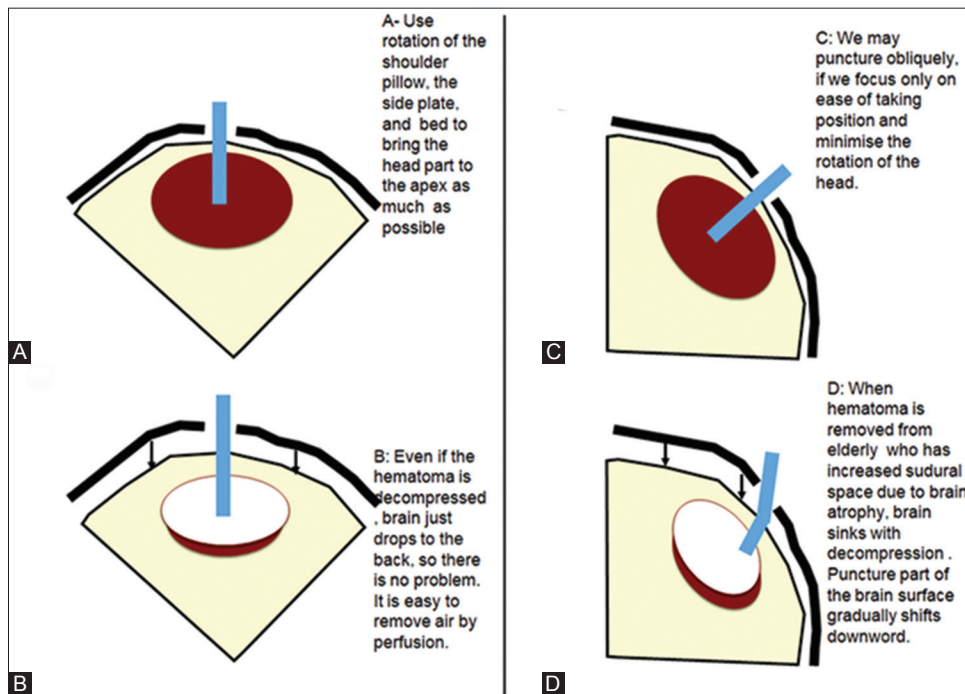 A- Use
rotation of the
shoulder
pillow, the
side plate,
and bed to
bring the
head part to
the apex as
much as
possible
A
B: Even if the
hematoma is
decompressed
, brain just
drops to the
back, so there
is no problem.
It is easy to
remove air by
perfusion.
B
C: We may
puncture obliquely,
if we focus only on
ease of taking
position and
minimise the
rotation of the
head.
C
D: When
hematoma is
removed from
elderly who has
increased sudural
space due to brain
atrophy, brain
sinks with
decompression .
Puncture part of
the brain surface
gradually shifts
downword.
D